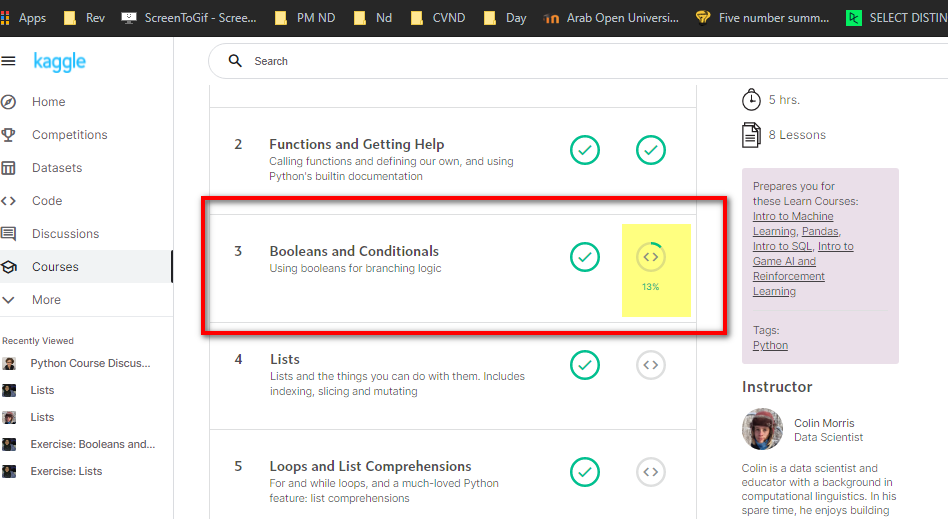 Apps
Rev
ScreenToGif - Scree...
PM ND
Nd
CVND
Day
Arab Open Universi...
Five number summ...
SELECT DISTIN
kaggle
Search
Home
Competitions
Datasets
Code
Discussions
Courses
More
Recently Viewed
Python Course Discus...
Lists
Lists
Exercise: Booleans and...
Exercise: Lists
2
Functions and Getting Help
Calling functions and defining our own, and using
Python's builtin documentation
3
Booleans and Conditionals
Using booleans for branching logic
13%
4
Lists
Lists and the things you can do with them. Includes
indexing, slicing and mutating
5
Loops and List Comprehensions
For and while loops, and a much-loved Python
feature: list comprehensions
5 hrs.
8 Lessons
Prepares you for
these Learn Courses:
Intro to Machine
Learning, Pandas,
Intro to SQL, Intro to
Game AI and
Reinforcement
Learning
Tags:
Python
Instructor
Colin Morris
Data Scientist
Colin is a data scientist and
educator with a background in
computational linguistics. In his
spare time, he enjoys building